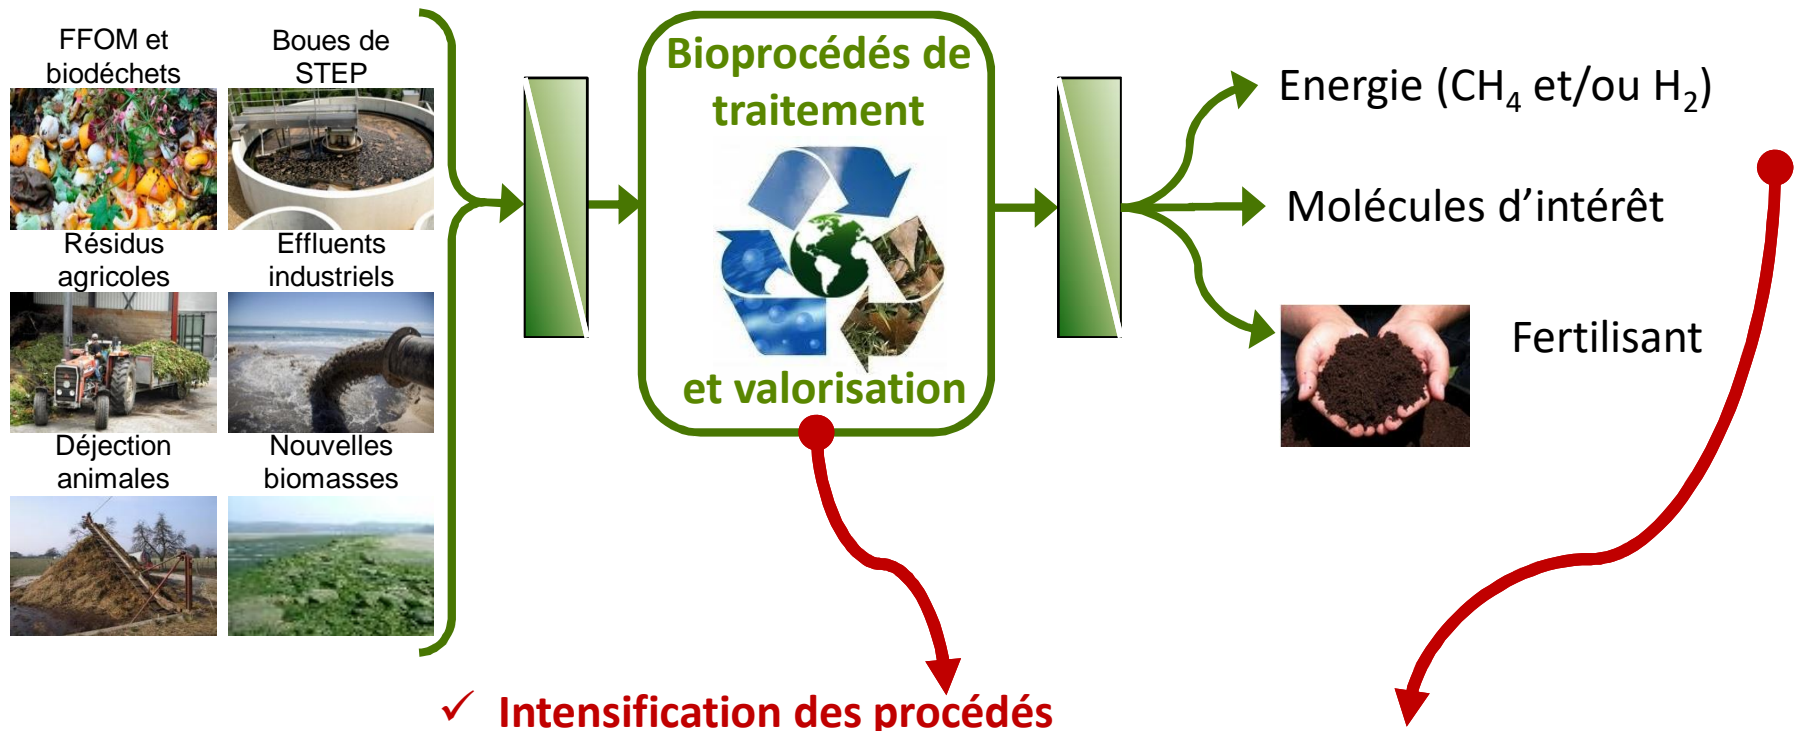 FFOM et
biodéchets
Boues de
STEP
Résidus
agricoles
Effluents
industriels
Déjection
animales
Nouvelles
biomasses
Bioprocédés de
traitement
et valorisation
Energie (CH₄ et/ou H₂)
Molécules d’intérêt
Fertilisant
✓ Intensification des procédés